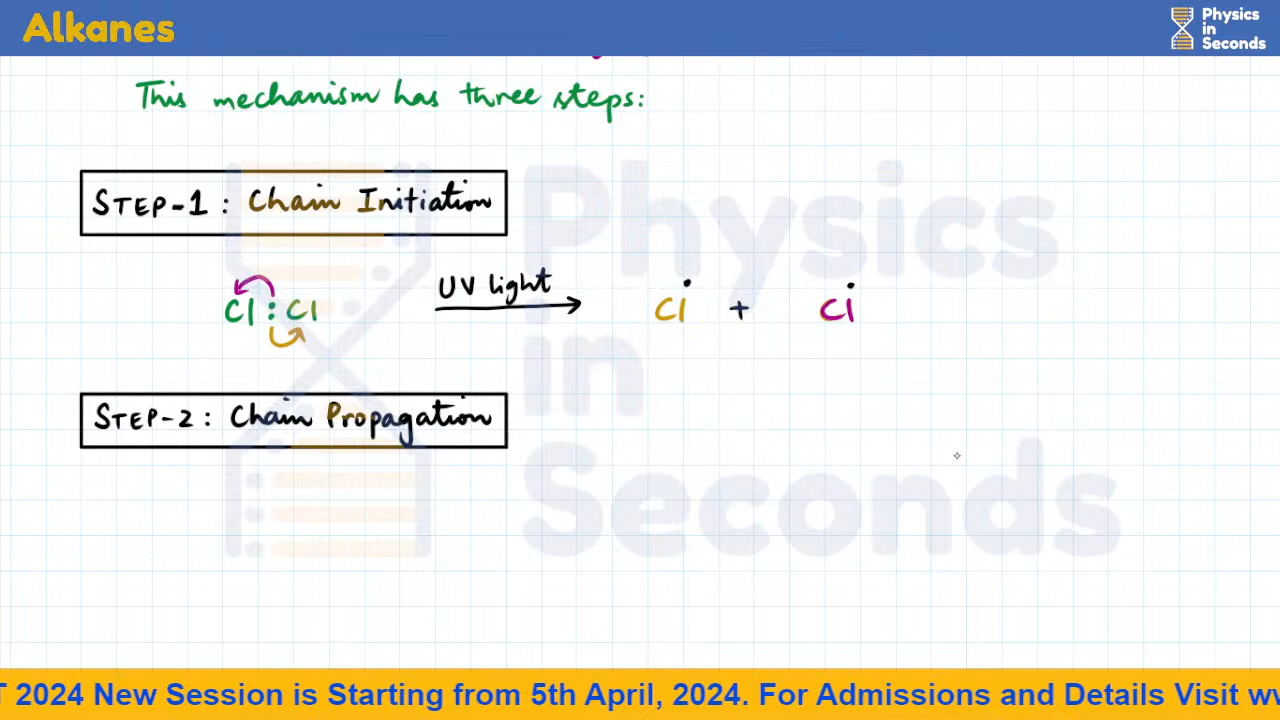 Alkanes
Physics
in
Seconds
This mechanism has three steps:
STEP-1 : Chain Initiation
Cl : Cl
UV light
Cl• + Cl•
STEP-2 : Chain Propagation
Physics
in
Seconds
T 2024 New Session is Starting from 5th April, 2024. For Admissions and Details Visit